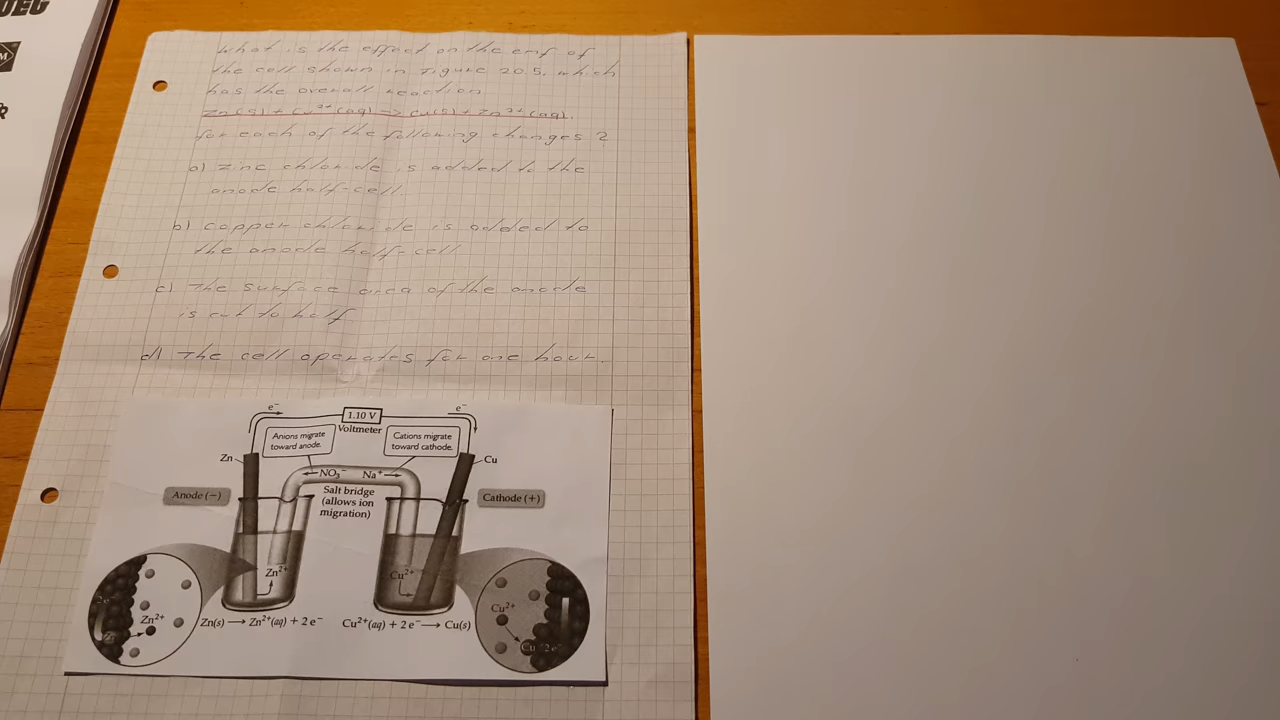 UEG
M
R
What is the effect on the emf of
the cell shown in Figure 20.5, which
has the overall reaction
Zn(s) + Cu²⁺(aq) → Cu(s) + Zn²⁺(aq).
for each of the following changes?
a) zinc chloride is added to the
anode half-cell.
b) copper chloride is added to
the anode half-cell
c) The surface area of the anode
is cut to half
d) The cell operates for one hour.
e⁻
1.10 V
e⁻
Voltmeter
Anions migrate
toward anode.
Cations migrate
toward cathode.
Zn
Cu
NO₃⁻
Na⁺
Salt bridge
(allows ion
migration)
Anode (−)
Cathode (+)
Zn²⁺
Cu²⁺
2e⁻
Zn²⁺
Zn
Zn(s) → Zn²⁺(aq) + 2 e⁻
Cu²⁺(aq) + 2 e⁻ → Cu(s)
Cu²⁺
Cu
2e⁻